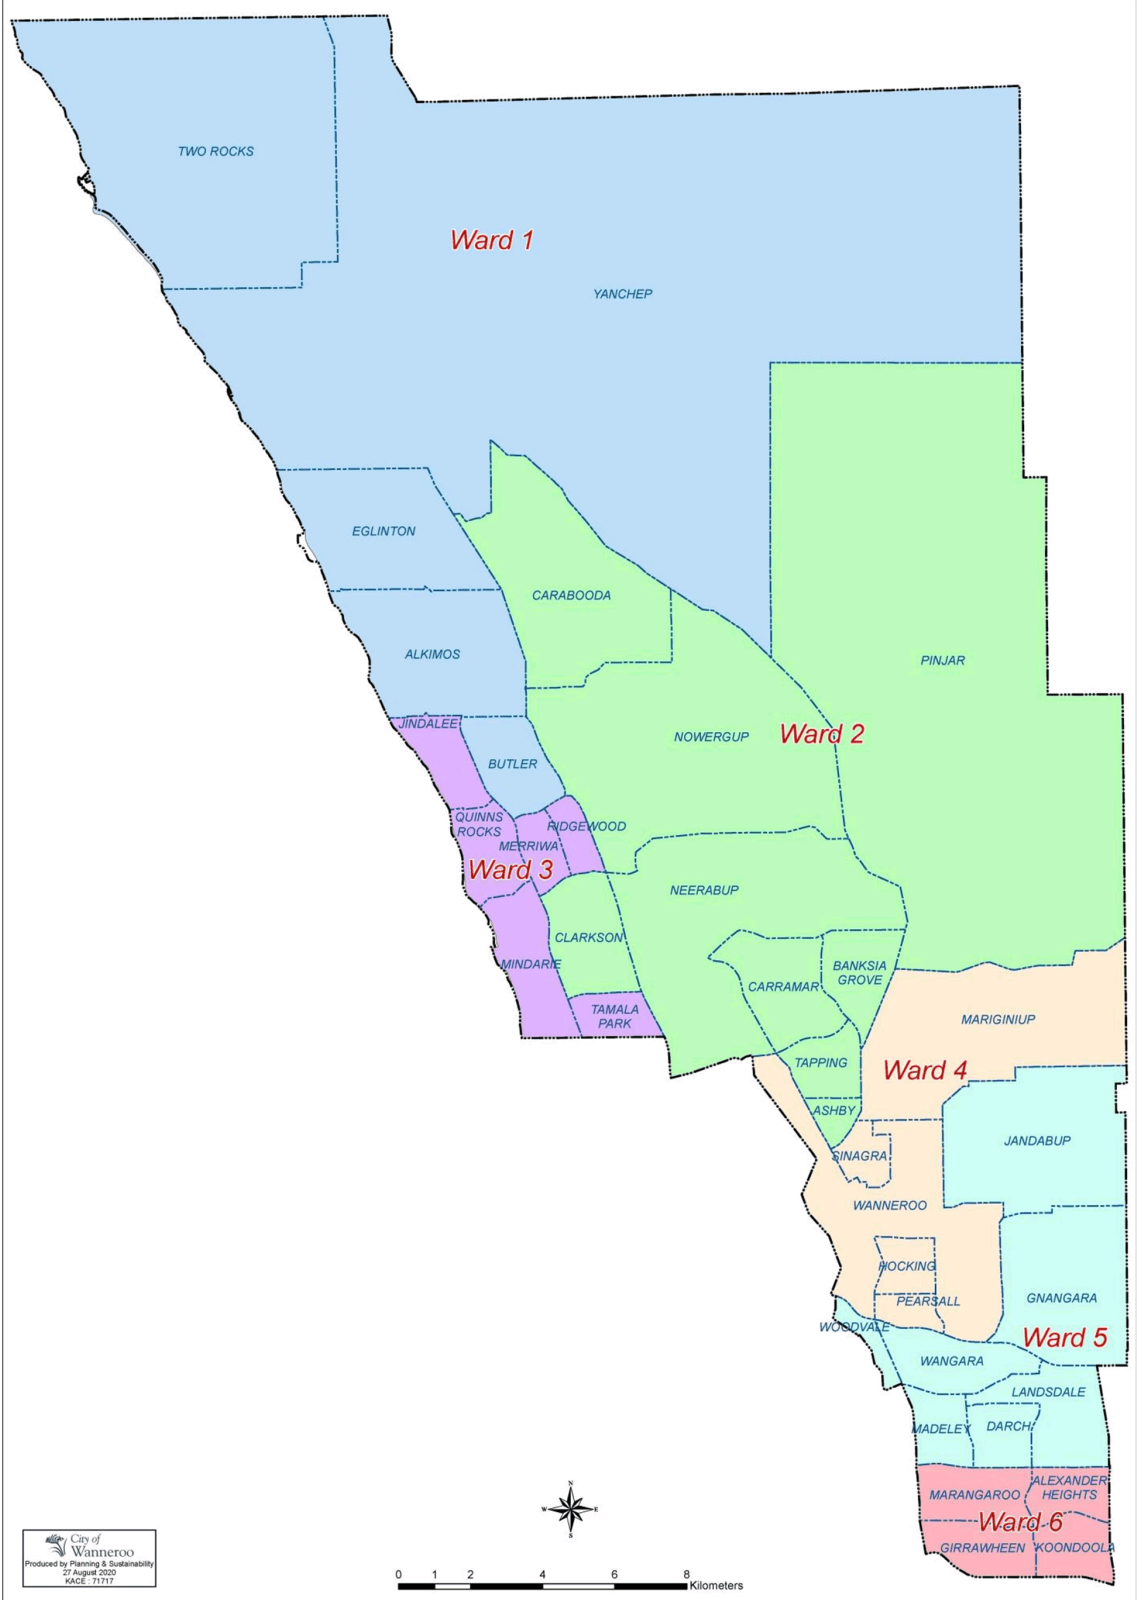 TWO ROCKS
Ward 1
YANCHEP
EGLINTON
CARABOODA
ALKIMOS
PINJAR
JINDALEE
NOWERGUP
Ward 2
BUTLER
QUINNS
ROCKS
RIDGEWOOD
MERRIWA
Ward 3
NEERABUP
CLARKSON
MINDARIE
BANKSIA
GROVE
CARRAMAR
TAMALA
PARK
MARIGINIUP
TAPPING
Ward 4
ASHBY
JANDABUP
SINAGRA
WANNEROO
HOCKING
PEARSALL
GNANGARA
WOODVALE
Ward 5
WANGARA
LANDSDALE
MADELEY
DARCH
MARANGAROO
ALEXANDER
HEIGHTS
Ward 6
GIRRAWHEEN
KOONDOOLA
N
W
E
S
City of
Wanneroo
Produced by Planning & Sustainability
27 August 2020
KACE : 71717
0 1 2 4 6 8
Kilometers